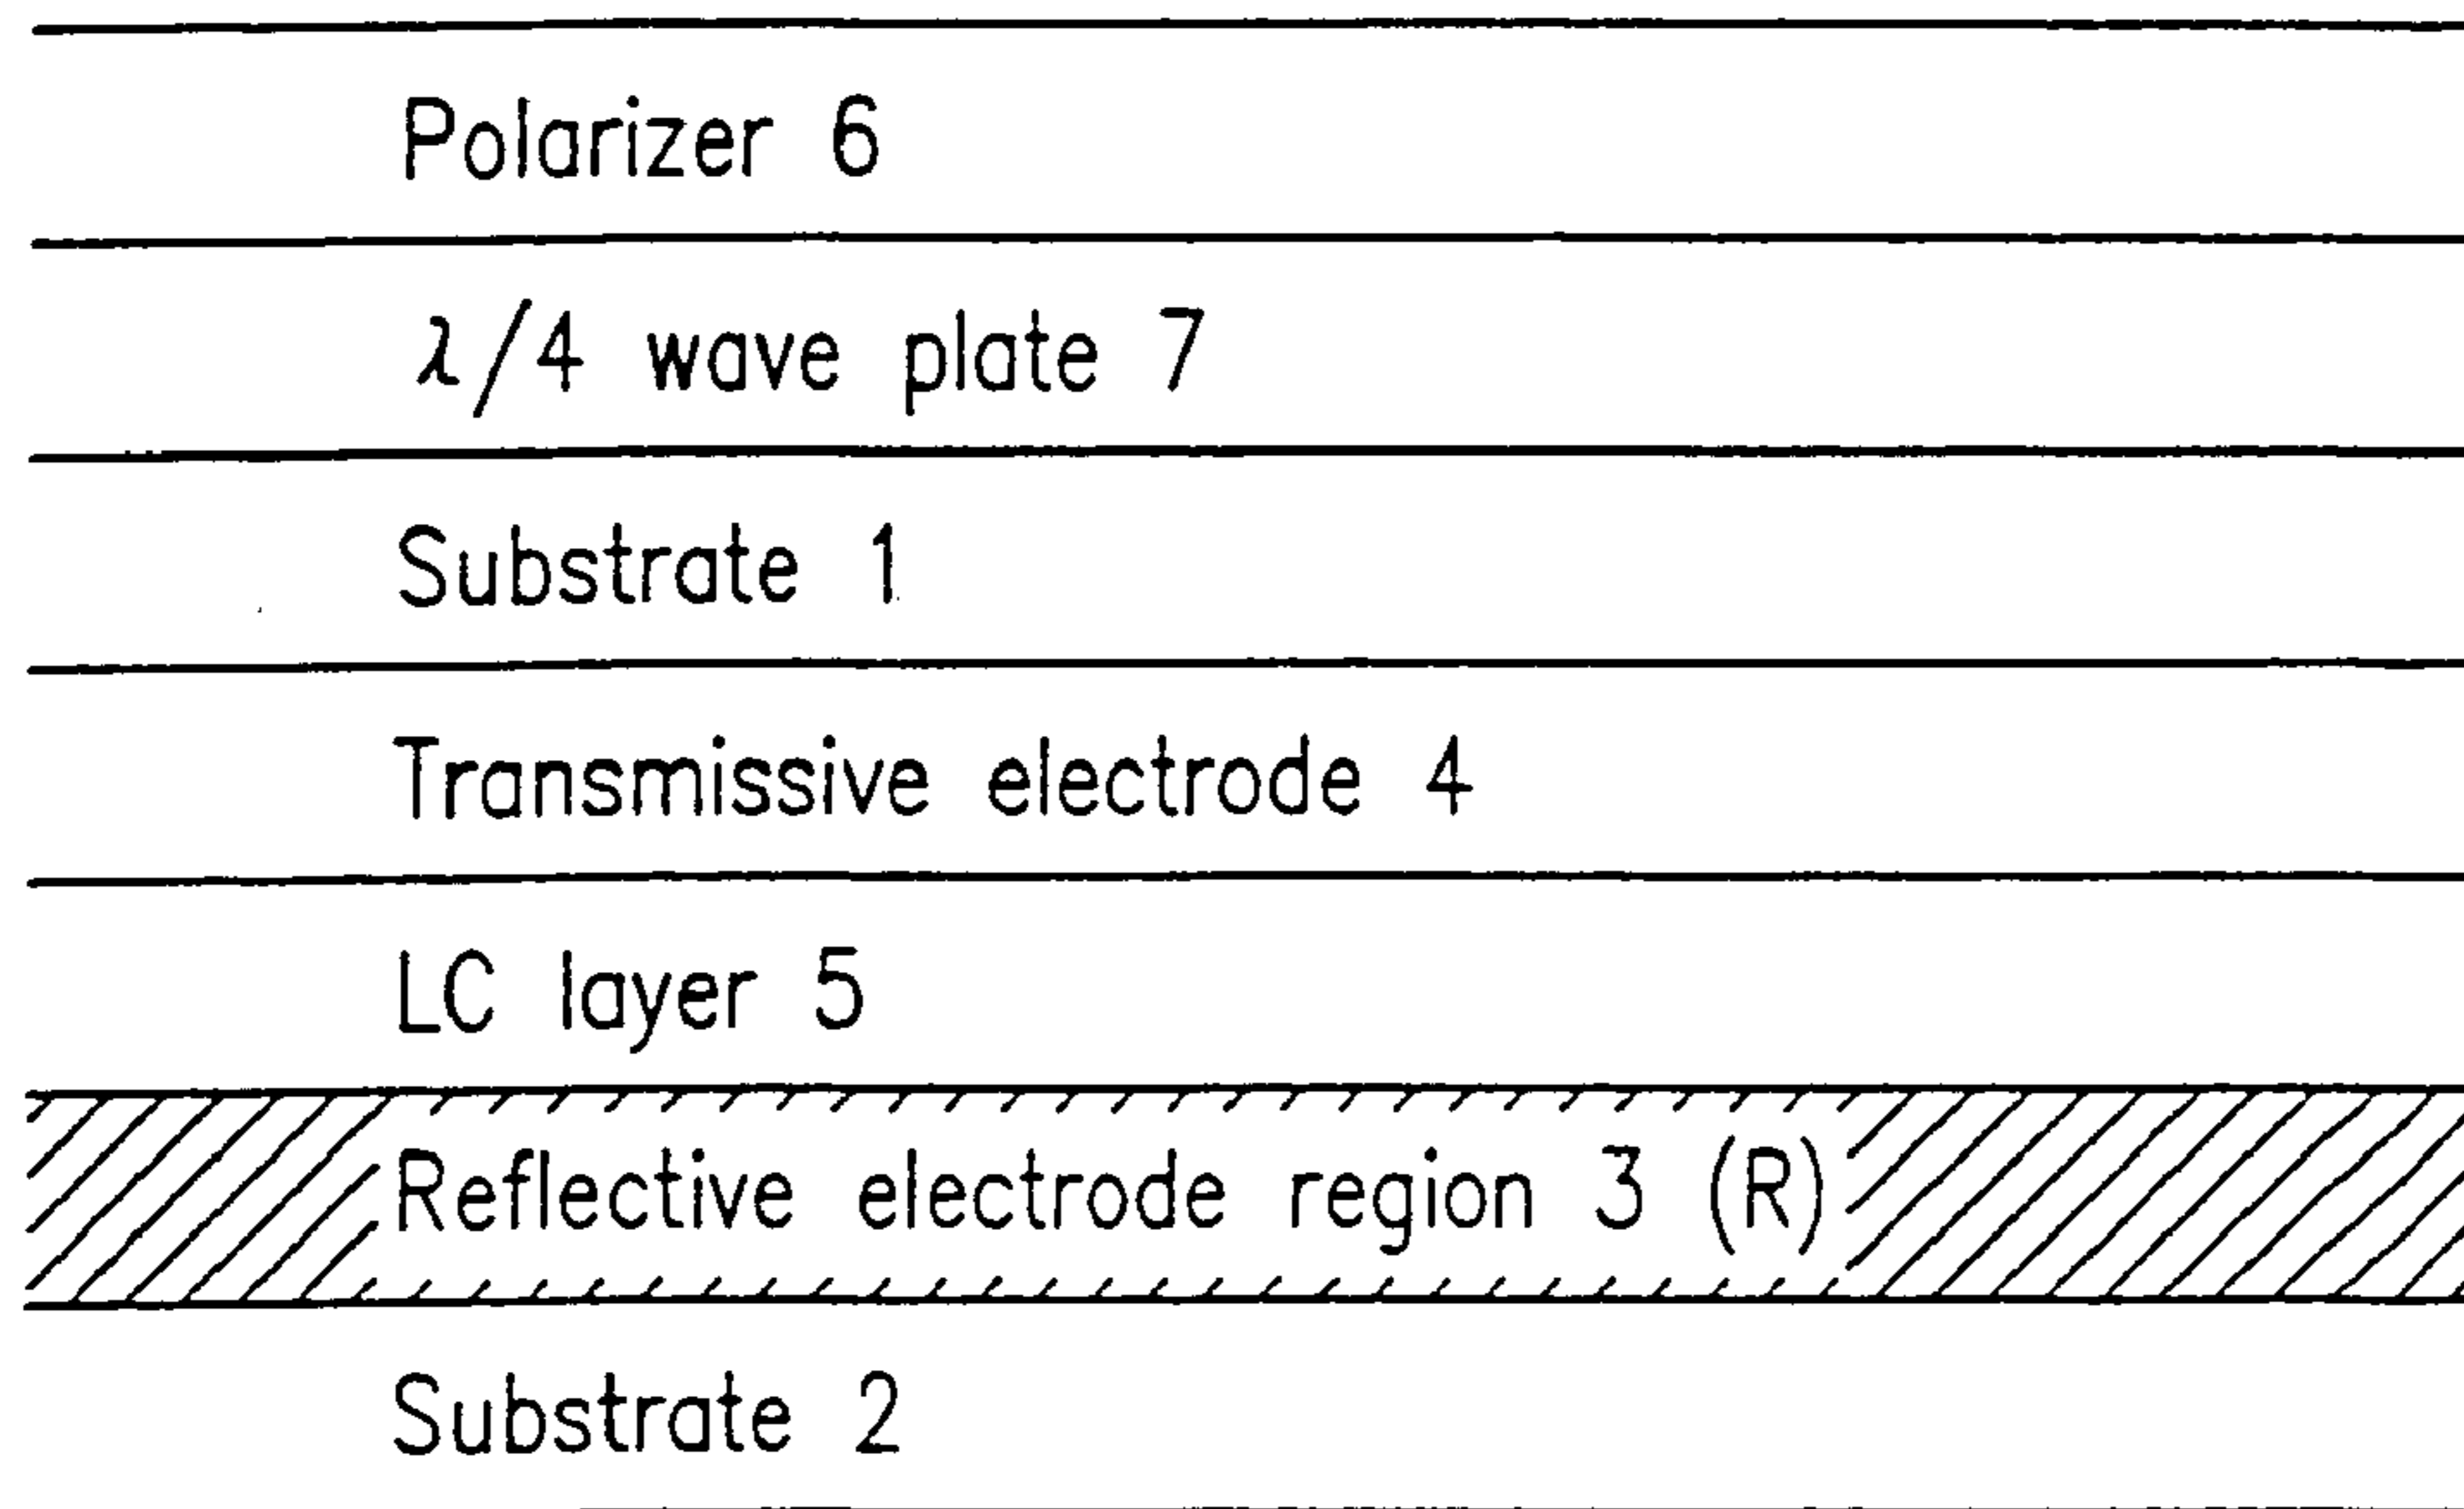 Polarizer 6
λ/4 wave plate 7
Substrate 1
Transmissive electrode 4
LC layer 5
Reflective electrode region 3 (R)
Substrate 2